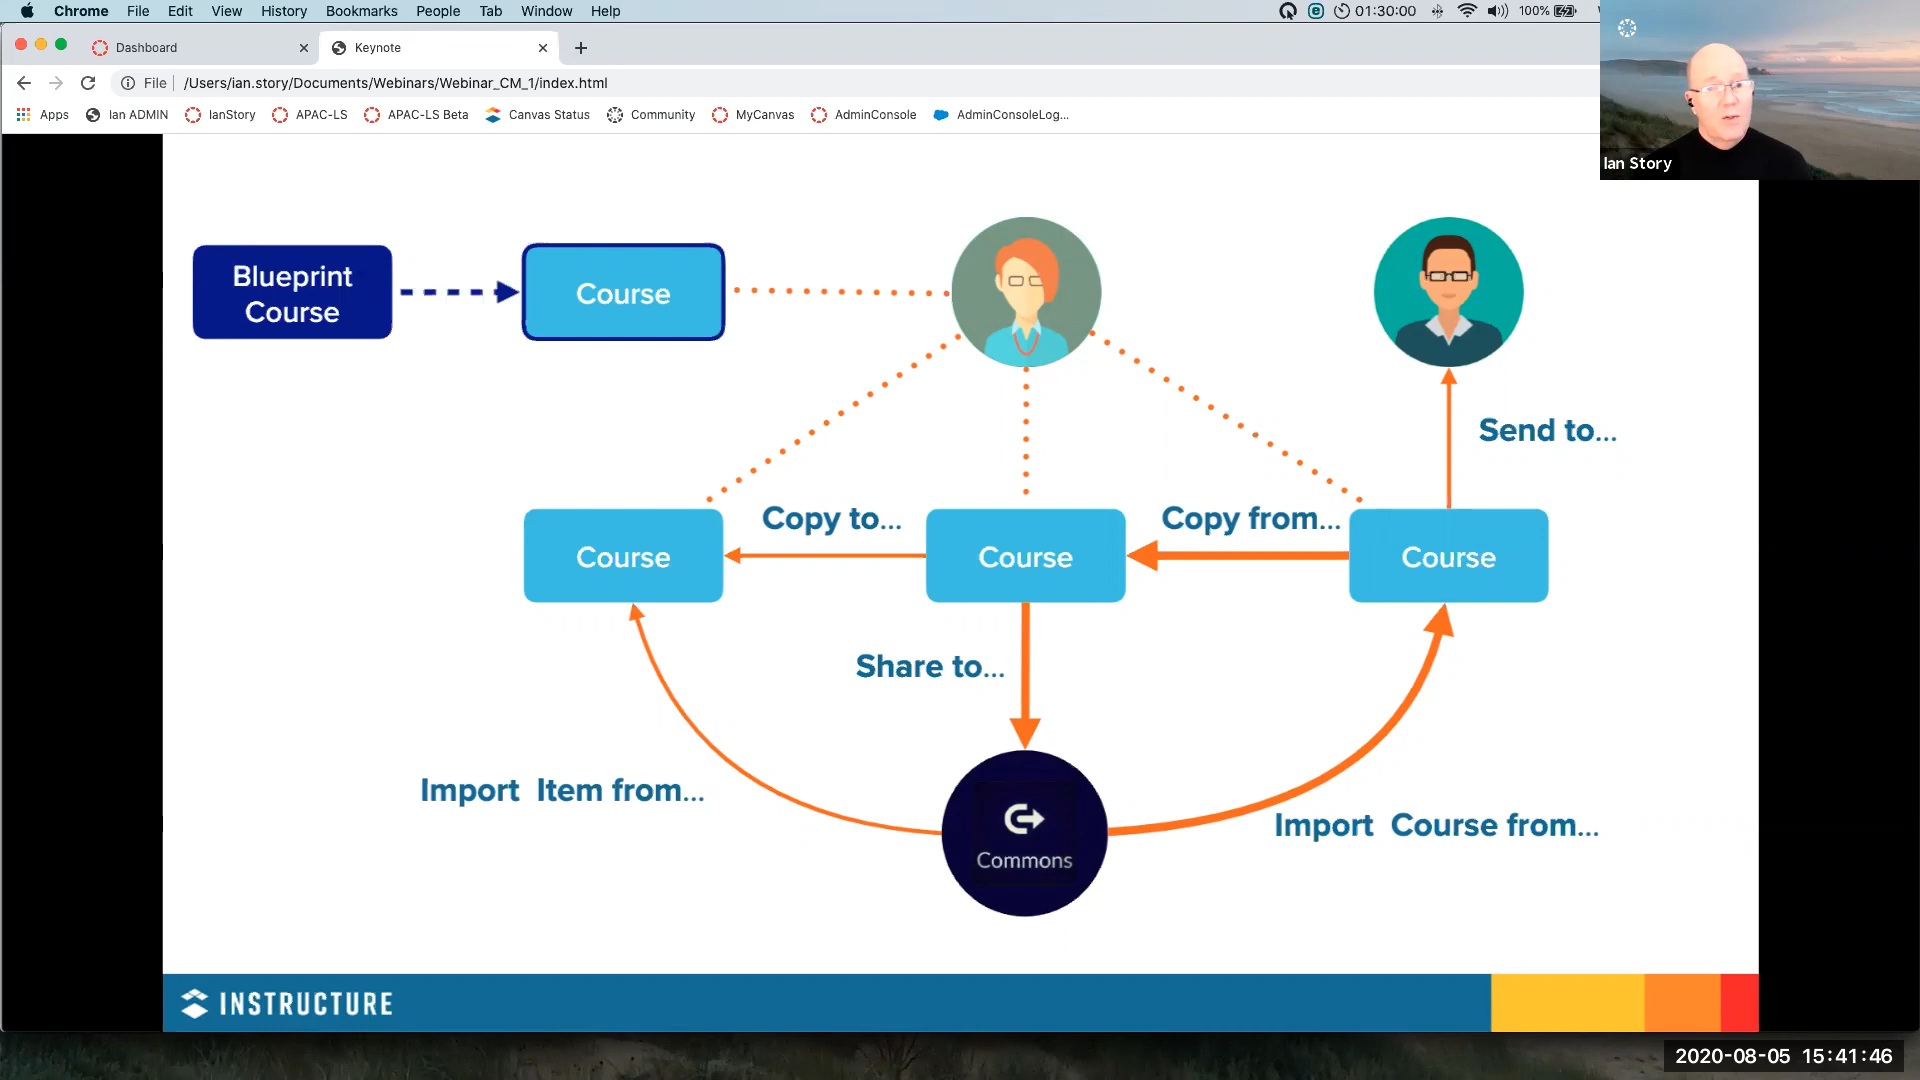 Chrome File Edit View History Bookmarks People Tab Window Help
01:30:00 100%
Dashboard
Keynote
File /Users/ian.story/Documents/Webinars/Webinar_CM_1/index.html
Apps Ian ADMIN IanStory APAC-LS APAC-LS Beta Canvas Status Community MyCanvas AdminConsole AdminConsoleLog...
Ian Story
Blueprint
Course
Course
Send to...
Copy to...
Copy from...
Course
Course
Course
Share to...
Import Item from...
Import Course from...
Commons
INSTRUCTURE
2020-08-05 15:41:46